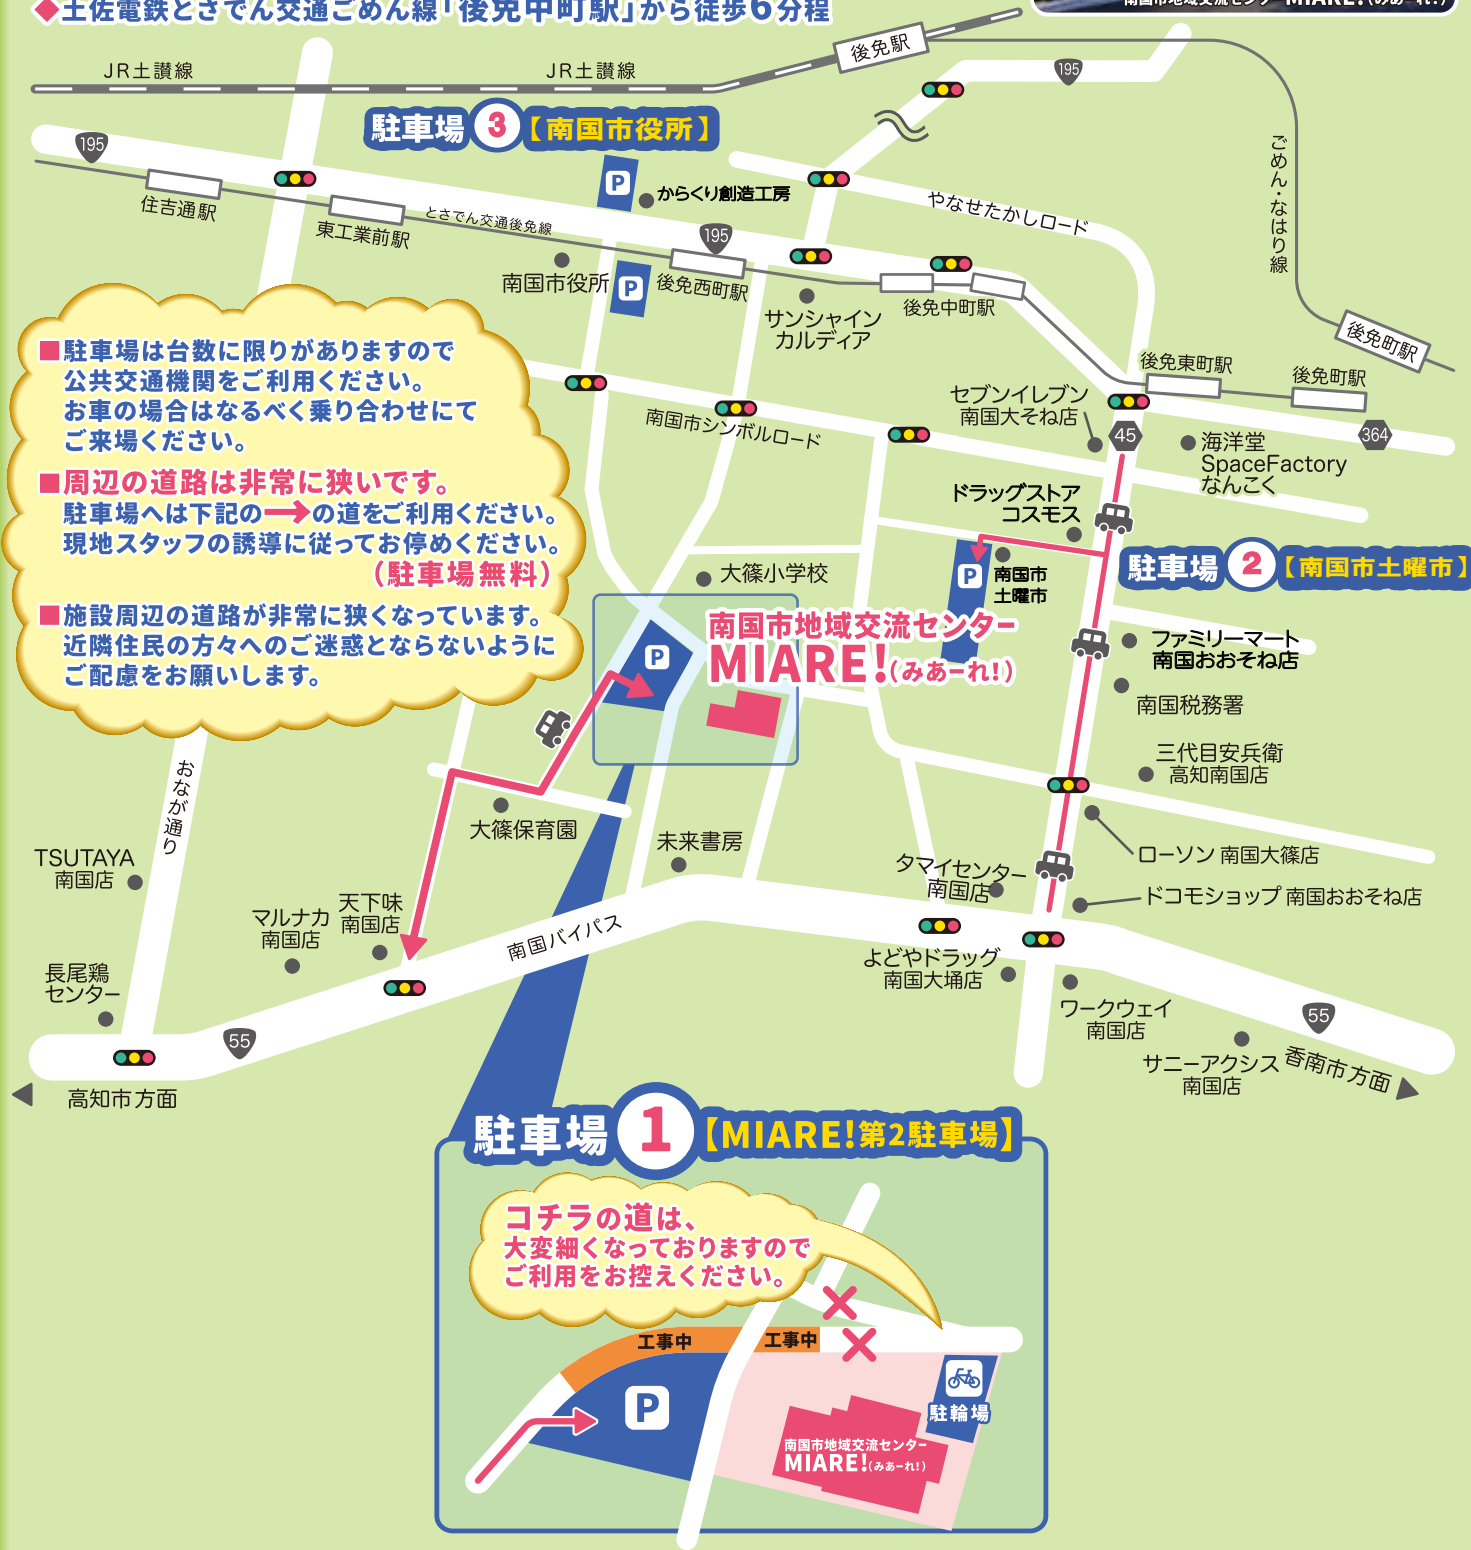 ◆土佐電鉄とさでん交通ごめん線「後免中町駅」から徒歩6分程
南国市地域交流センターMIARE!(みあーれ!)
JR土讃線
JR土讃線
後免駅
195
195
駐車場 3 【南国市役所】
P
からくり創造工房
住吉通駅
東工業前駅
とさでん交通後免線
195
南国市役所
P
後免西町駅
サンシャイン
カルディア
後免中町駅
やなせたかしロード
ごめん・なはり線
後免町駅
後免東町駅
後免町駅
364
■駐車場は台数に限りがありますので
公共交通機関をご利用ください。
お車の場合はなるべく乗り合わせにて
ご来場ください。
■周辺の道路は非常に狭いです。
駐車場へは下記の→の道をご利用ください。
現地スタッフの誘導に従ってお停めください。
(駐車場無料)
■施設周辺の道路が非常に狭くなっています。
近隣住民の方々へのご迷惑とならないように
ご配慮をお願いします。
南国市シンボルロード
セブンイレブン
南国大そね店
45
海洋堂
SpaceFactory
なんこく
ドラッグストア
コスモス
大篠小学校
P
南国市
土曜市
駐車場 2 【南国市土曜市】
南国市地域交流センター
MIARE!(みあーれ!)
P
ファミリーマート
南国おおそね店
南国税務署
三代目安兵衛
高知南国店
おながが通り
大篠保育園
未来書房
ローソン 南国大篠店
TSUTAYA
南国店
天下味
南国店
マルナカ
南国店
タマイセンター
南国店
ドコモショップ 南国おおそね店
南国バイパス
長尾鶏
センター
よどやドラッグ
南国大埇店
ワークウェイ
南国店
55
55
サニーアクシス
南国店
香南市方面
高知市方面
駐車場 1 【MIARE!第2駐車場】
コチラの道は、
大変細くなっておりますので
ご利用をお控えください。
工事中
工事中
P
駐輪場
南国市地域交流センター
MIARE!(みあーれ!)